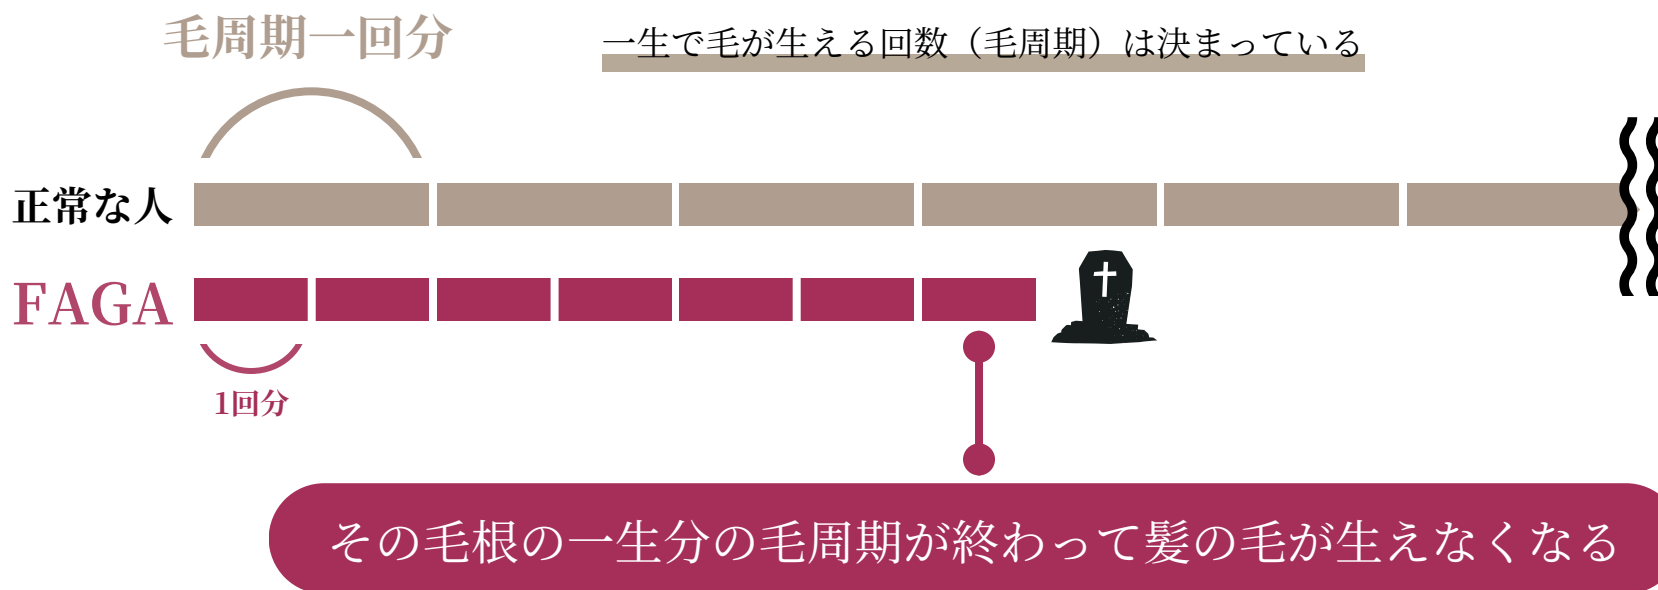 毛周期一回分
一生で毛が生える回数（毛周期）は決まっている
正常な人
FAGA
1回分
その毛根の一生分の毛周期が終わって髪の毛が生えなくなる